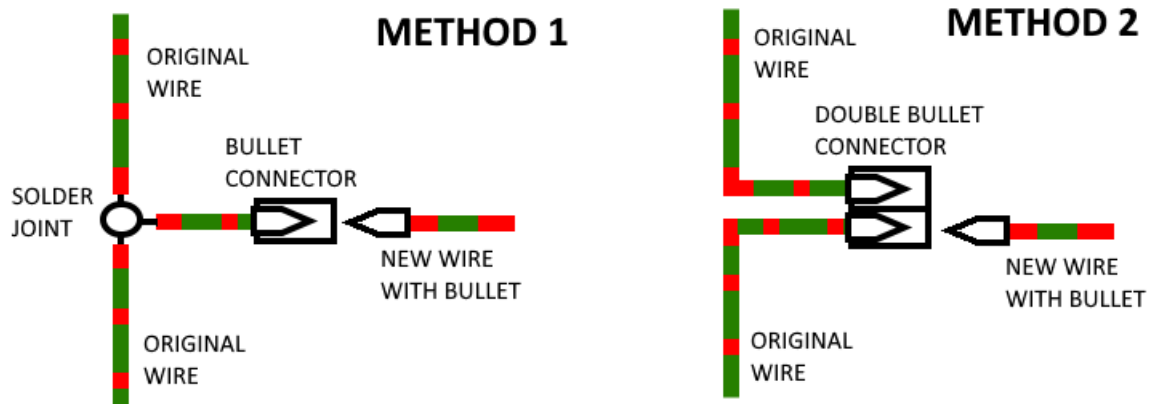 METHOD 1
ORIGINAL
WIRE
BULLET
CONNECTOR
SOLDER
JOINT
NEW WIRE
WITH BULLET
ORIGINAL
WIRE
METHOD 2
ORIGINAL
WIRE
DOUBLE BULLET
CONNECTOR
NEW WIRE
WITH BULLET
ORIGINAL
WIRE